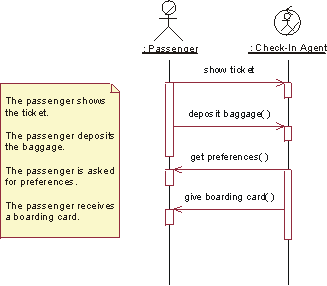 : Passenger
: Check-In Agent
show ticket
The passenger shows
the ticket.
The passenger deposits
the baggage.
The passenger is asked
for preferences.
The passenger receives
a boarding card.
deposit baggage( )
get preferences( )
give boarding card( )